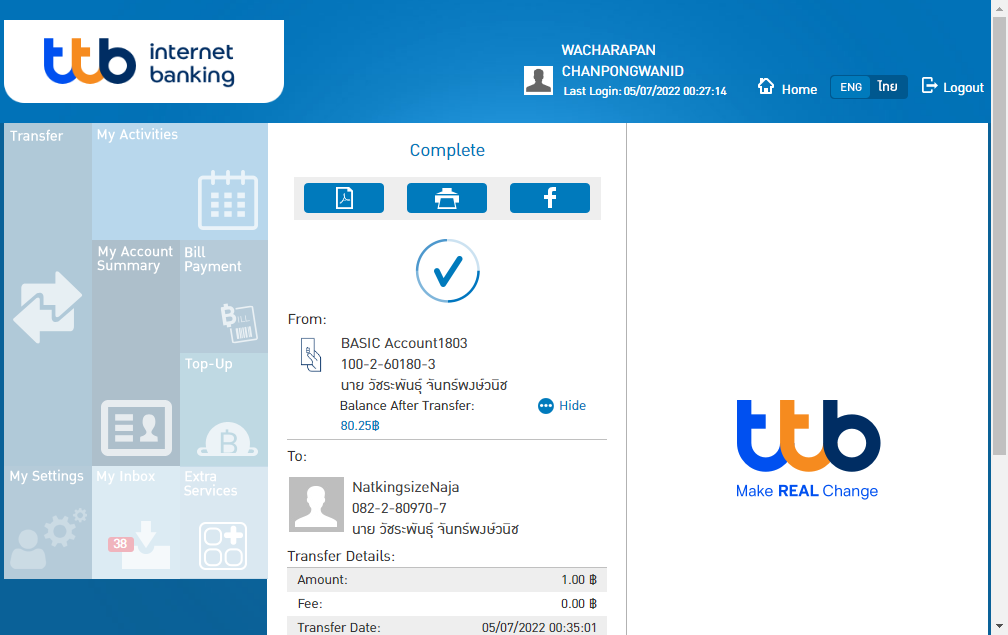 ttb internet
banking
WACHARAPAN
CHANPONGWANID
Last Login: 05/07/2022 00:27:14
Home
ENG
ไทย
Logout
Transfer
My Activities
My Account
Summary
Bill
Payment
BILL
Top-Up
My Settings
My Inbox
38
Extra
Services
Complete
From:
BASIC Account1803
100-2-60180-3
นาย วัชระพันธุ์ จันทร์พงษ์วนิช
Balance After Transfer:
Hide
80.25฿
To:
NatkingsizeNaja
082-2-80970-7
นาย วัชระพันธุ์ จันทร์พงษ์วนิช
Transfer Details:
Amount: 1.00 ฿
Fee: 0.00 ฿
Transfer Date: 05/07/2022 00:35:01
ttb
Make REAL Change